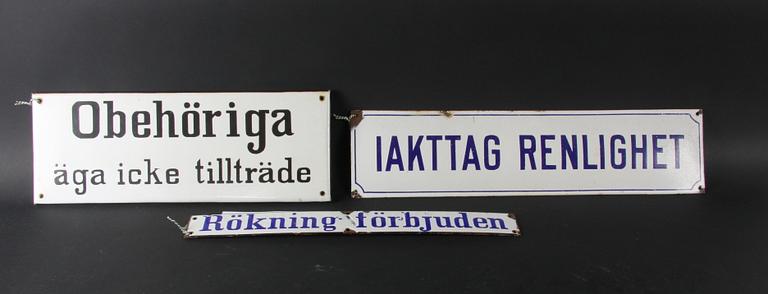 Obehöriga
äga icke tillträde
IAKTTAG RENLIGHET
Rökning förbjuden